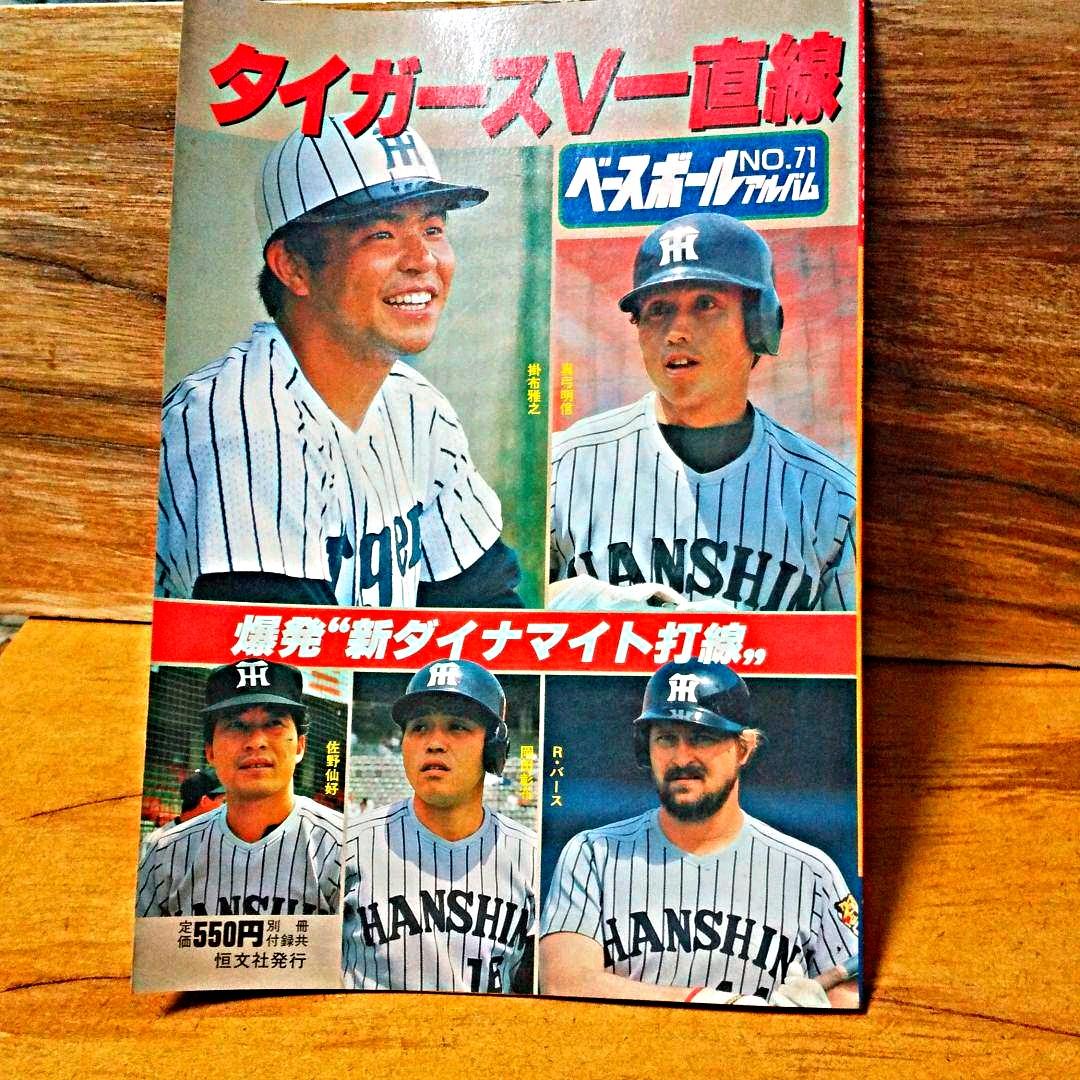 タイガースV一直線
ベースボール
NO.71
アルバム
掛布雅之
真弓明信
Tiger
HANSHIN
爆発“新ダイナマイト打線„
佐野仙好
岡田彰布
R・バース
HANSHIN
HANSHIN
16
HANSHIN
定価550円
別冊付録共
恒文社発行